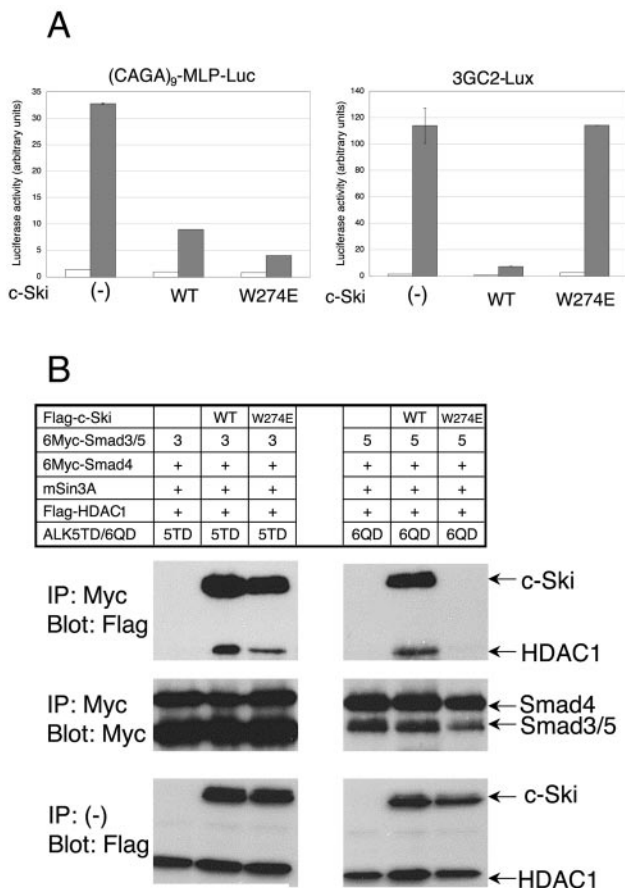 A
(CAGA)₉-MLP-Luc
Luciferase activity (arbitrary units)
35
30
25
20
15
10
5
0
c-Ski (-) WT W274E
3GC2-Lux
Luciferase activity (arbitrary units)
140
120
100
80
60
40
20
0
(-) WT W274E
B
Flag-c-Ski WT W274E WT W274E
6Myc-Smad3/5 3 3 3 5 5 5
6Myc-Smad4 + + + + + +
mSin3A + + + + + +
Flag-HDAC1 + + + + + +
ALK5TD/6QD 5TD 5TD 5TD 6QD 6QD 6QD
IP: Myc
Blot: Flag
c-Ski
HDAC1
IP: Myc
Blot: Myc
Smad4
Smad3/5
IP: (-)
Blot: Flag
c-Ski
HDAC1